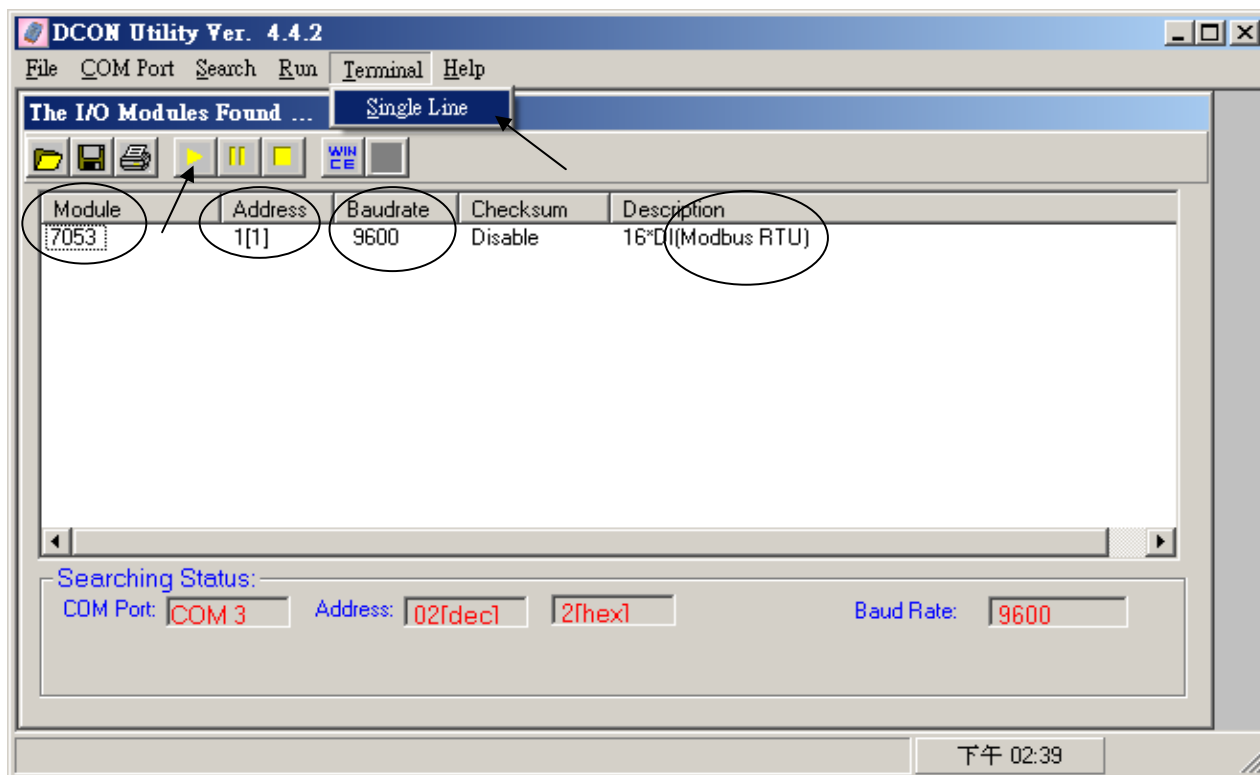 DCON Utility Ver. 4.4.2
File COM Port Search Run Terminal Help
Single Line
The I/O Modules Found ...
WIN CE
Module Address Baudrate Checksum Description
7053 1[1] 9600 Disable 16*DI(Modbus RTU)
Searching Status:
COM Port: COM 3 Address: 02[dec] 2[hex] Baud Rate: 9600
下午 02:39